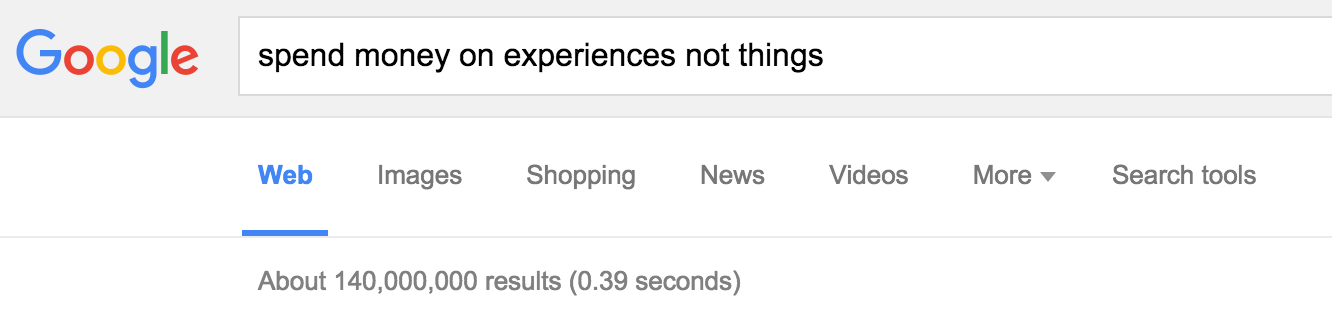 Google spend money on experiences not things
Web Images Shopping News Videos More Search tools
About 140,000,000 results (0.39 seconds)